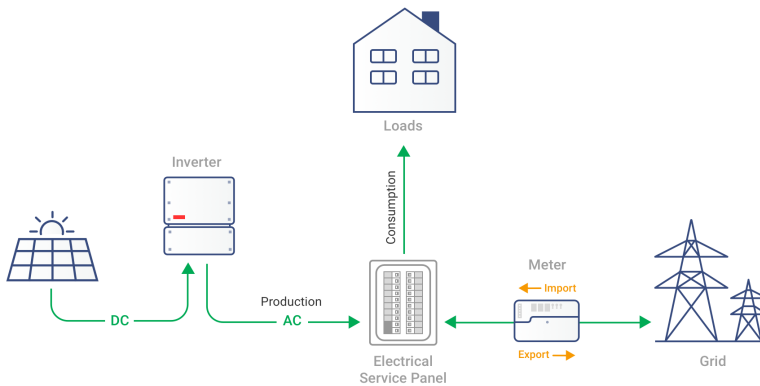 Loads
Inverter
Consumption
Meter
Import
Production
DC
AC
Export
Electrical
Service Panel
Grid